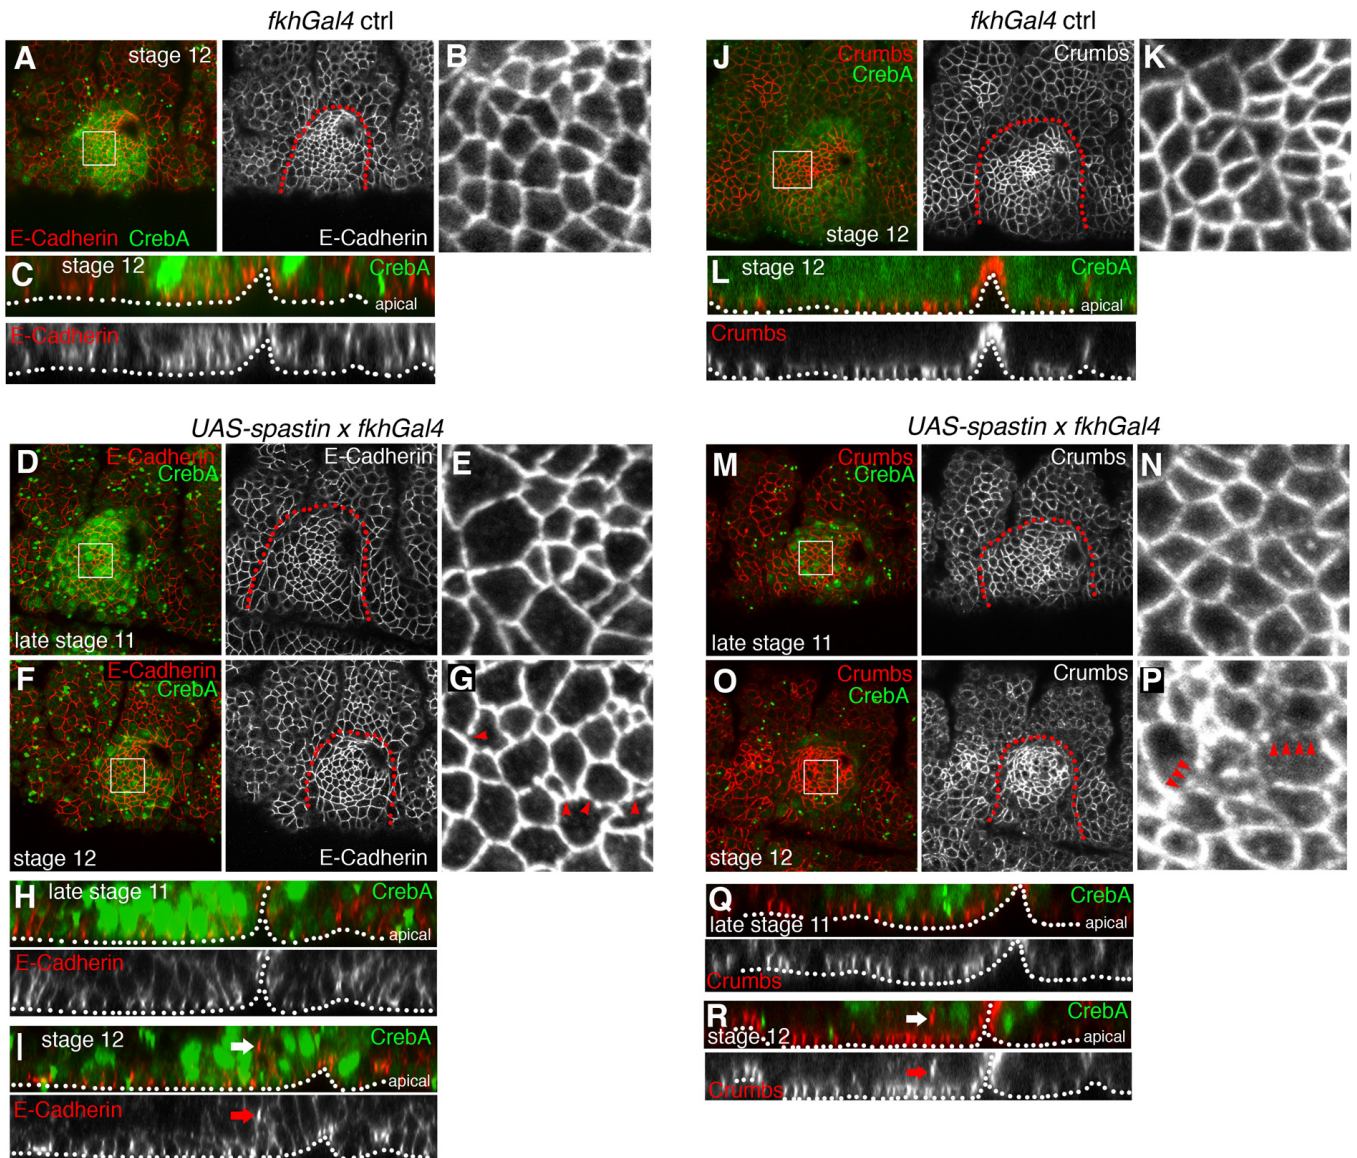 fkhGal4 ctrl
A
stage 12
E-Cadherin CrebA
E-Cadherin
B
C
stage 12
CrebA
apical
E-Cadherin
UAS-spastin x fkhGal4
D
E-Cadherin
CrebA
late stage 11
E-Cadherin
E
F
E-Cadherin
CrebA
stage 12
E-Cadherin
G
H
late stage 11
CrebA
apical
E-Cadherin
I
stage 12
CrebA
apical
E-Cadherin
fkhGal4 ctrl
J
Crumbs
CrebA
stage 12
Crumbs
K
L
stage 12
CrebA
apical
Crumbs
UAS-spastin x fkhGal4
M
Crumbs
CrebA
late stage 11
Crumbs
N
O
Crumbs
CrebA
stage 12
Crumbs
P
Q
CrebA
late stage 11
apical
Crumbs
R
CrebA
stage 12
apical
Crumbs